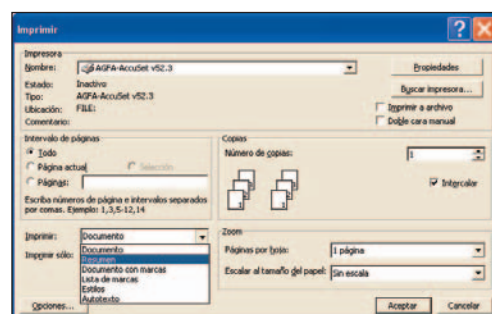 Imprimir
Impresora
Nombre: AGFA-AccuSet v52.3 Propiedades
Estado: Inactivo Buscar impresora...
Tipo: AGFA-AccuSet v52.3
Ubicación: FILE: Imprimir a archivo
Comentario: Doble cara manual
Intervalo de páginas
Todo
Página actual Selección
Páginas:
Escriba números de página e intervalos separados
por comas. Ejemplo: 1,3,5-12,14
Copias
Número de copias: 1
Intercalar
Imprimir: Documento
Imprimir sólo: Documento
Resumen
Documento con marcas
Lista de marcas
Estilos
Autotexto
Zoom
Páginas por hoja: 1 página
Escalar al tamaño del papel: Sin escala
Opciones... Aceptar Cancelar